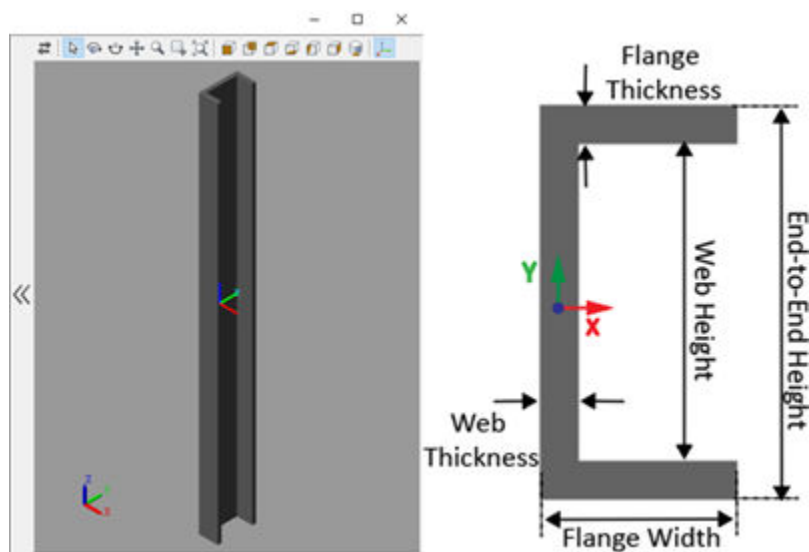 Flange
Thickness
Web Height
End-to-End Height
Y
X
Web
Thickness
Flange Width
Z
X